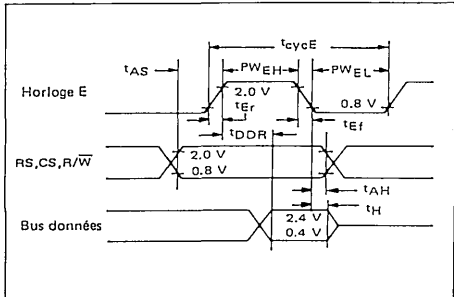 tcycE
tAS PWEH PWEL
Horloge E 2.0 V 0.8 V
tEr tEf
tDDR
RS,CS,R/W̅ 2.0 V
0.8 V
tAH
tH
Bus données 2.4 V
0.4 V